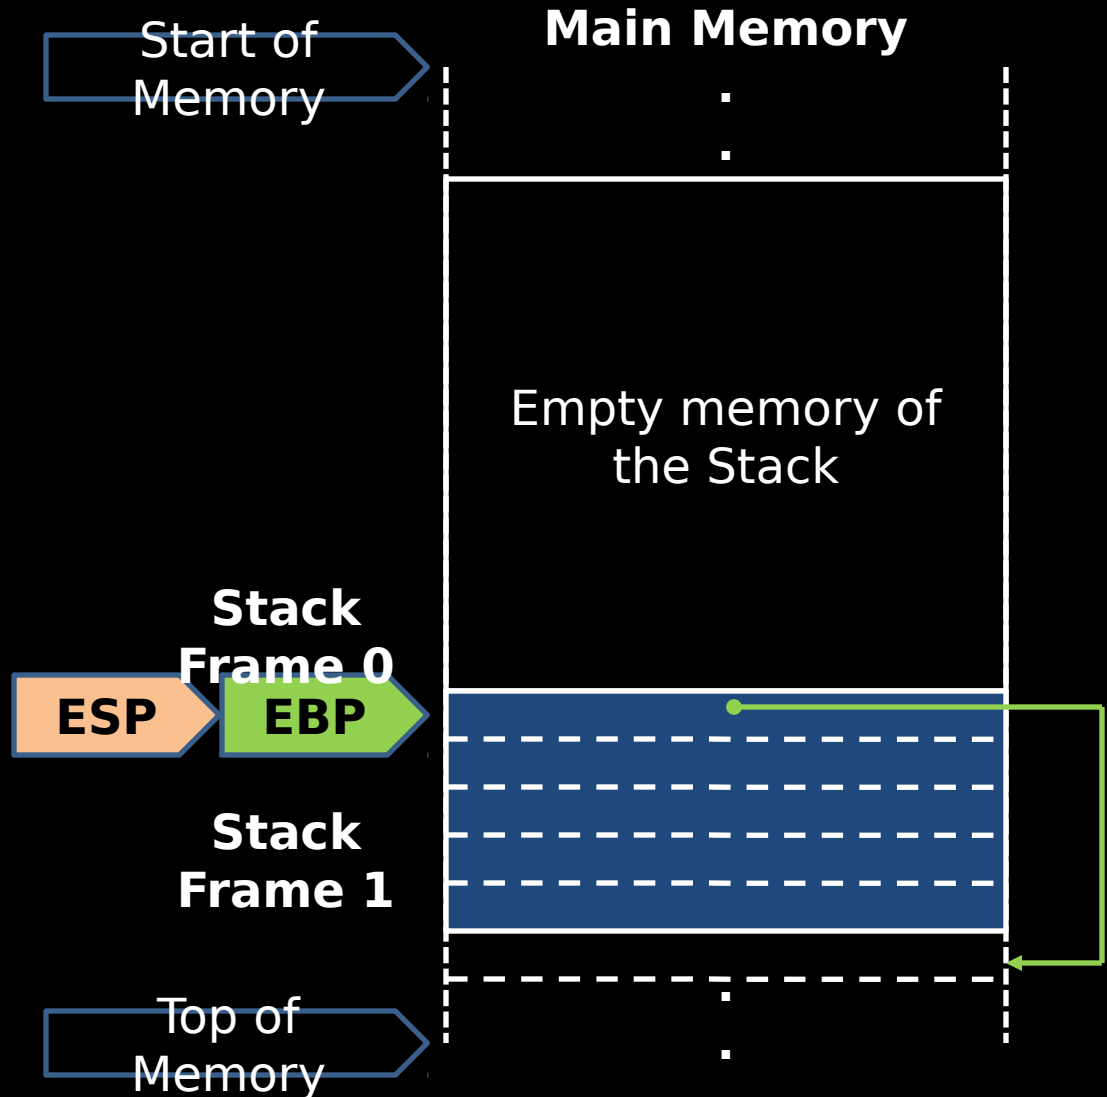 Main Memory
Start of
Memory
.
.
Empty memory of
the Stack
Stack
Frame 0
ESP
EBP
Stack
Frame 1
Top of
Memory
.
.